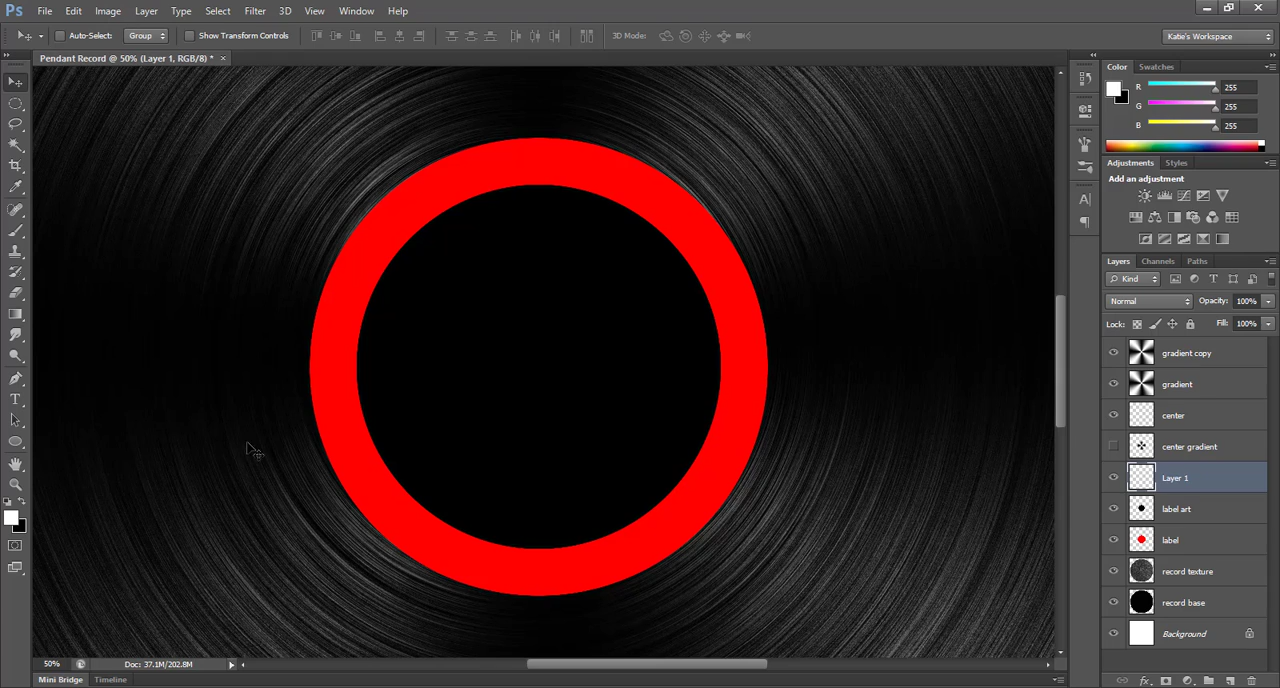 Ps File Edit Image Layer Type Select Filter 3D View Window Help
Auto-Select: Group Show Transform Controls 3D Mode: Katie's Workspace
Pendant Record @ 50% (Layer 1, RGB/8) * ×
Color Swatches
R 255
G 255
B 255
Adjustments Styles
Add an adjustment
Layers Channels Paths
Kind
Normal Opacity: 100%
Lock: Fill: 100%
gradient copy
gradient
center
center gradient
Layer 1
label art
label
record texture
record base
Background
50% Doc: 37.1M/202.8M
Mini Bridge Timeline